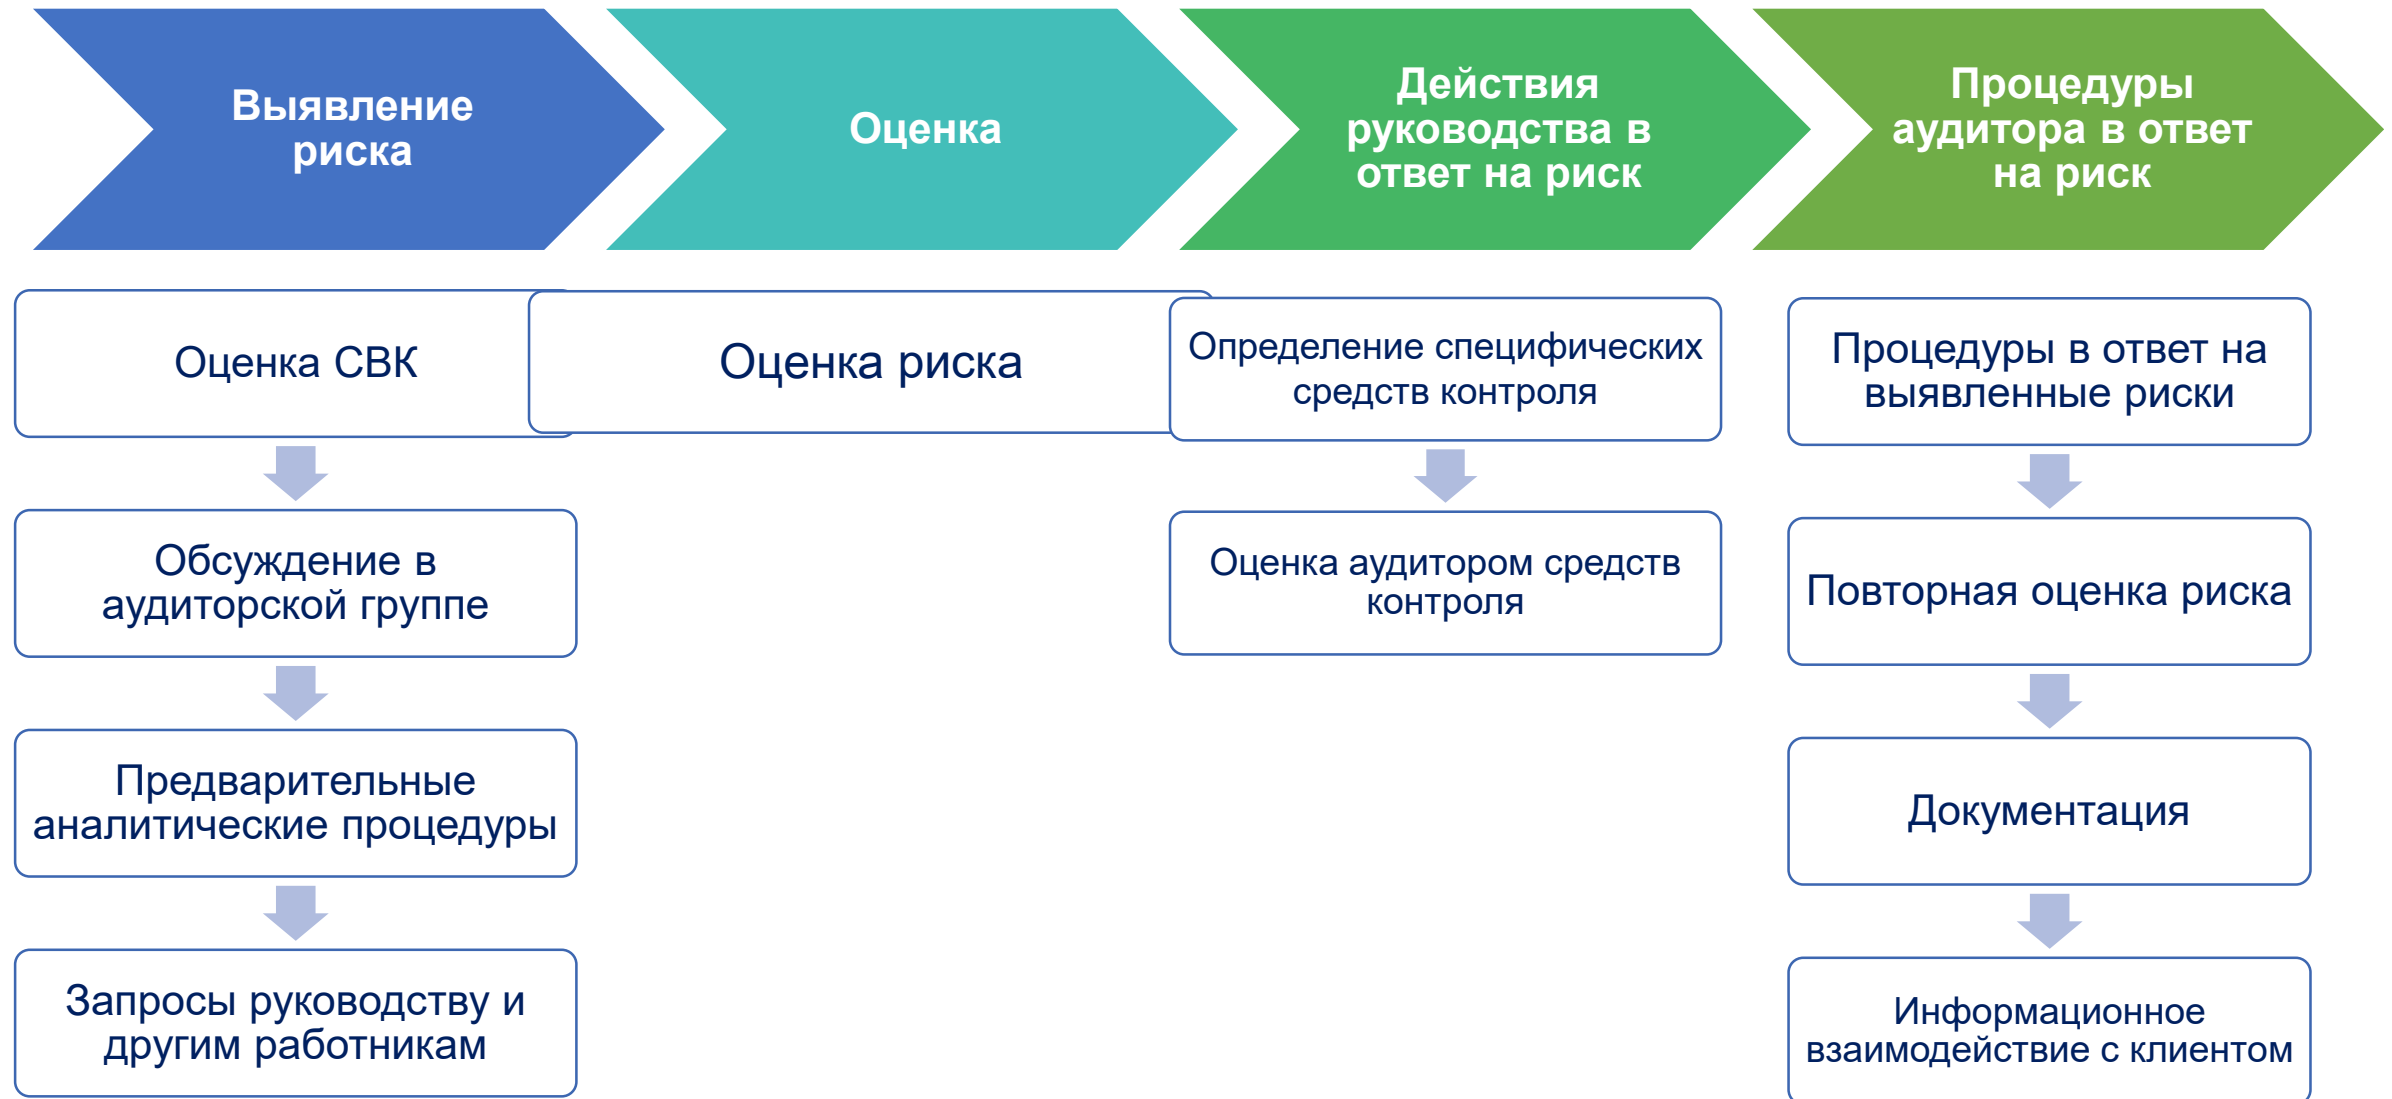 Выявление
риска
Оценка
Действия
руководства в
ответ на риск
Процедуры
аудитора в ответ
на риск
Оценка СВК
Обсуждение в
аудиторской группе
Предварительные
аналитические процедуры
Запросы руководству и
другим работникам
Оценка риска
Определение специфических
средств контроля
Оценка аудитором средств
контроля
Процедуры в ответ на
выявленные риски
Повторная оценка риска
Документация
Информационное
взаимодействие с клиентом